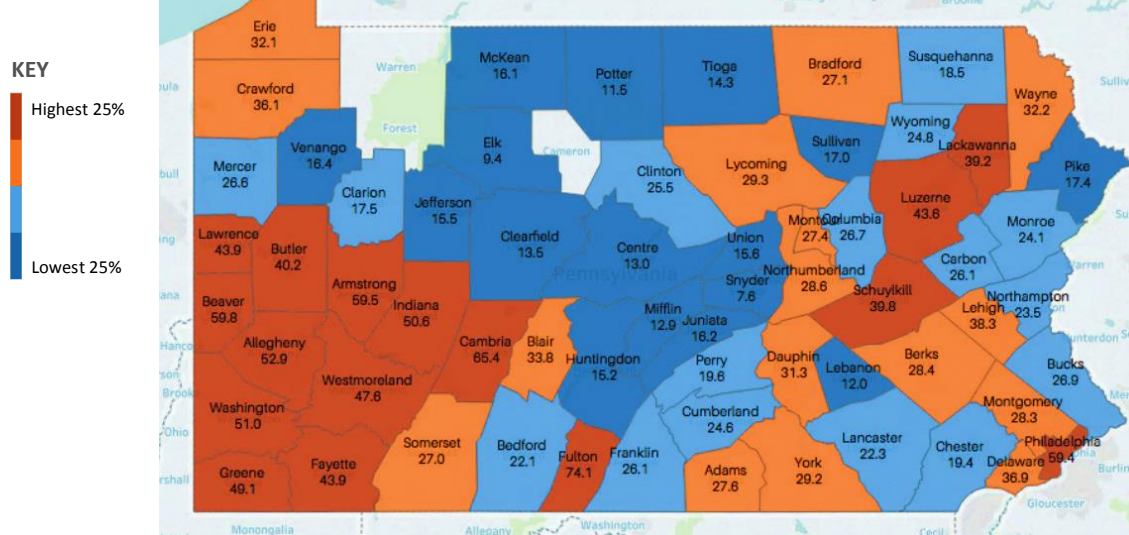 KEY
Highest 25%
Lowest 25%
Erie
32.1
Crawford
36.1
Warren
McKean
16.1
Potter
11.5
Tioga
14.3
Bradford
27.1
Susquehanna
18.5
Wayne
32.2
Mercer
26.6
Venango
16.4
Forest
Clarion
17.5
Elk
9.4
Cameron
Clinton
25.5
Lycoming
29.3
Sullivan
17.0
Wyoming
24.8
Lackawanna
39.2
Pike
17.4
Jefferson
15.5
Clearfield
13.5
Centre
13.0
Pennsylvania
Union
15.6
Snyder
7.6
Montour
27.4
Columbia
26.7
Luzerne
43.6
Monroe
24.1
Carbon
26.1
Northumberland
28.6
Schuylkill
39.8
Northampton
23.5
Lehigh
38.3
Lawrence
43.9
Butler
40.2
Armstrong
59.5
Indiana
50.6
Beaver
59.8
Allegheny
52.9
Westmoreland
47.6
Cambria
65.4
Blair
33.8
Huntingdon
15.2
Mifflin
12.9
Juniata
16.2
Perry
19.6
Dauphin
31.3
Lebanon
12.0
Berks
28.4
Bucks
26.9
Montgomery
28.3
Washington
51.0
Greene
49.1
Fayette
43.9
Somerset
27.0
Bedford
22.1
Fulton
74.1
Franklin
26.1
Cumberland
24.6
Adams
27.6
York
29.2
Lancaster
22.3
Chester
19.4
Delaware
36.9
Philadelphia
59.4
Warren
Ohio
Monongalia
Allegany
Washington
Cecil
Gloucester